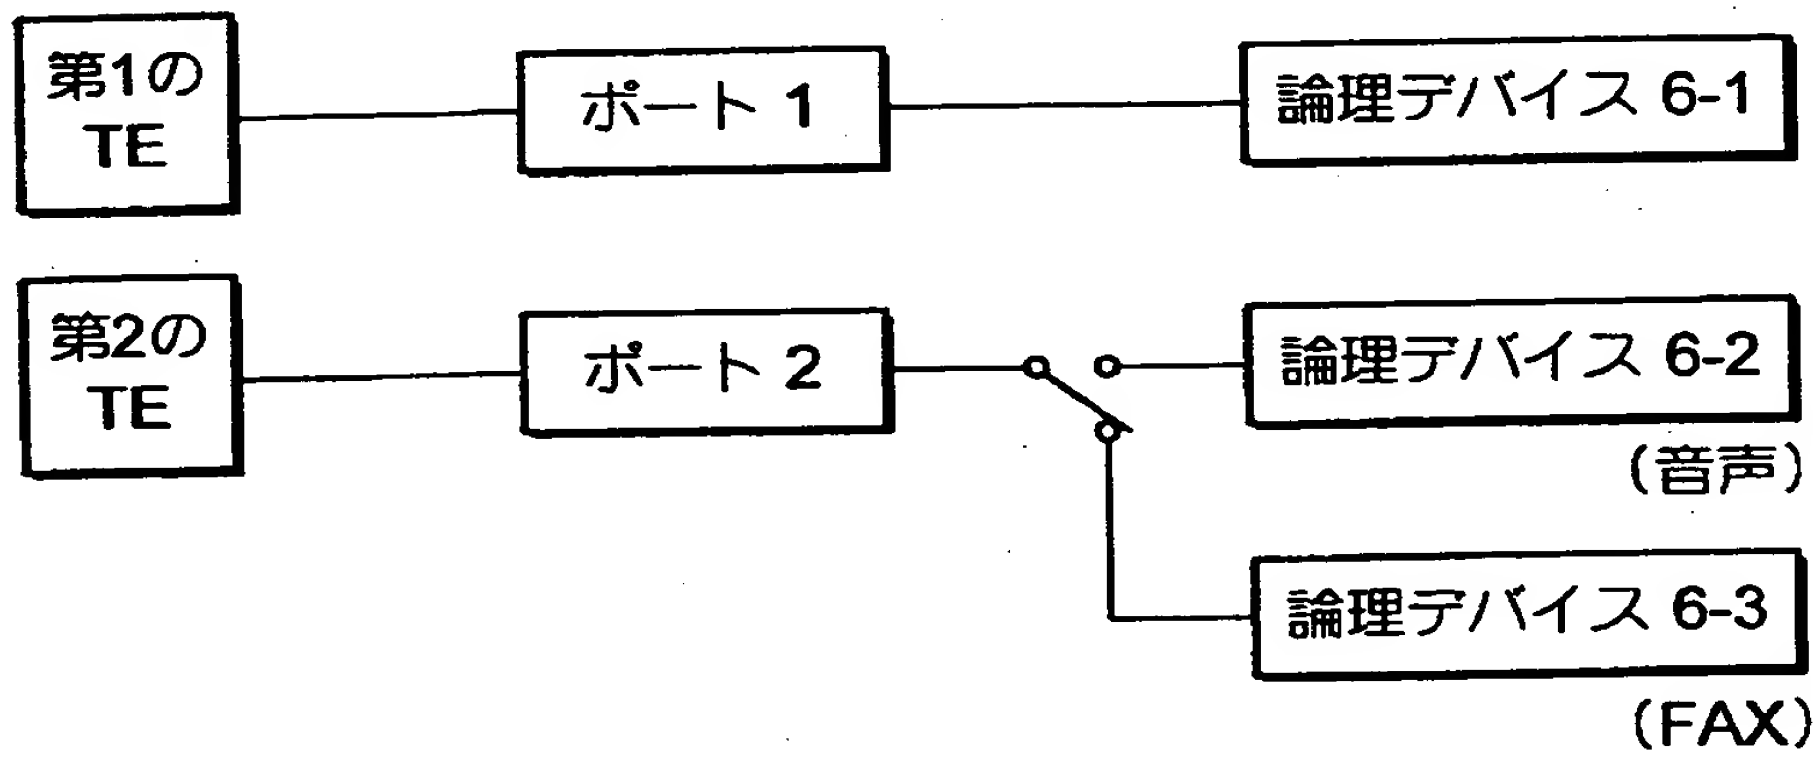 第1の
TE
ポート 1
論理デバイス 6-1
第2の
TE
ポート 2
論理デバイス 6-2
(音声)
論理デバイス 6-3
(FAX)